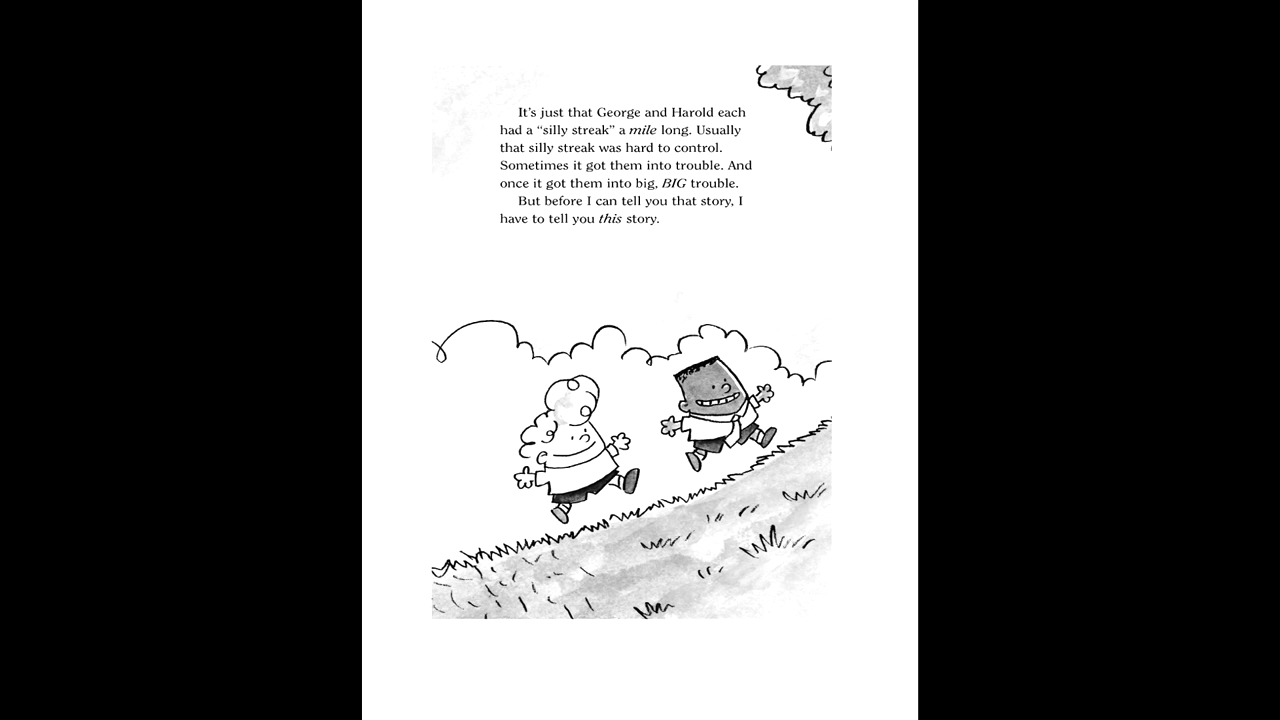 It's just that George and Harold each
had a “silly streak” a mile long. Usually
that silly streak was hard to control.
Sometimes it got them into trouble. And
once it got them into big, BIG trouble.
But before I can tell you that story, I
have to tell you this story.